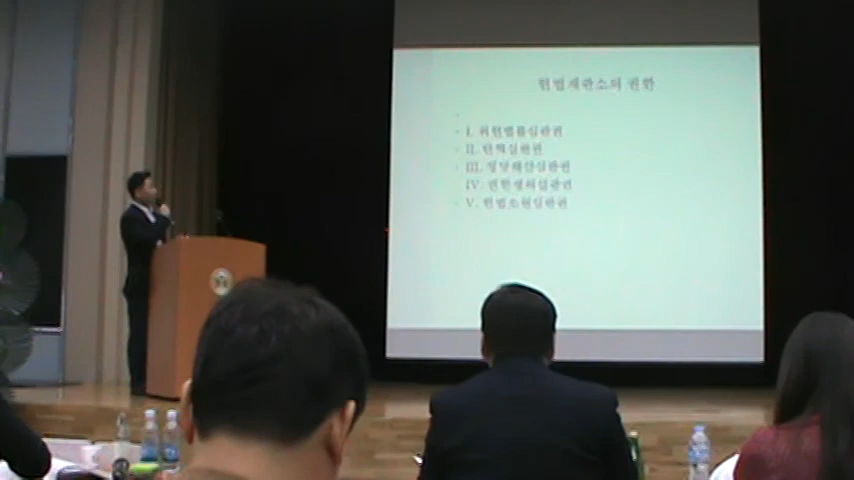 헌법재판소의 권한
I. 위헌법률심판권
II. 탄핵심판권
III. 정당해산심판권
IV. 권한쟁의심판권
V. 헌법소원심판권